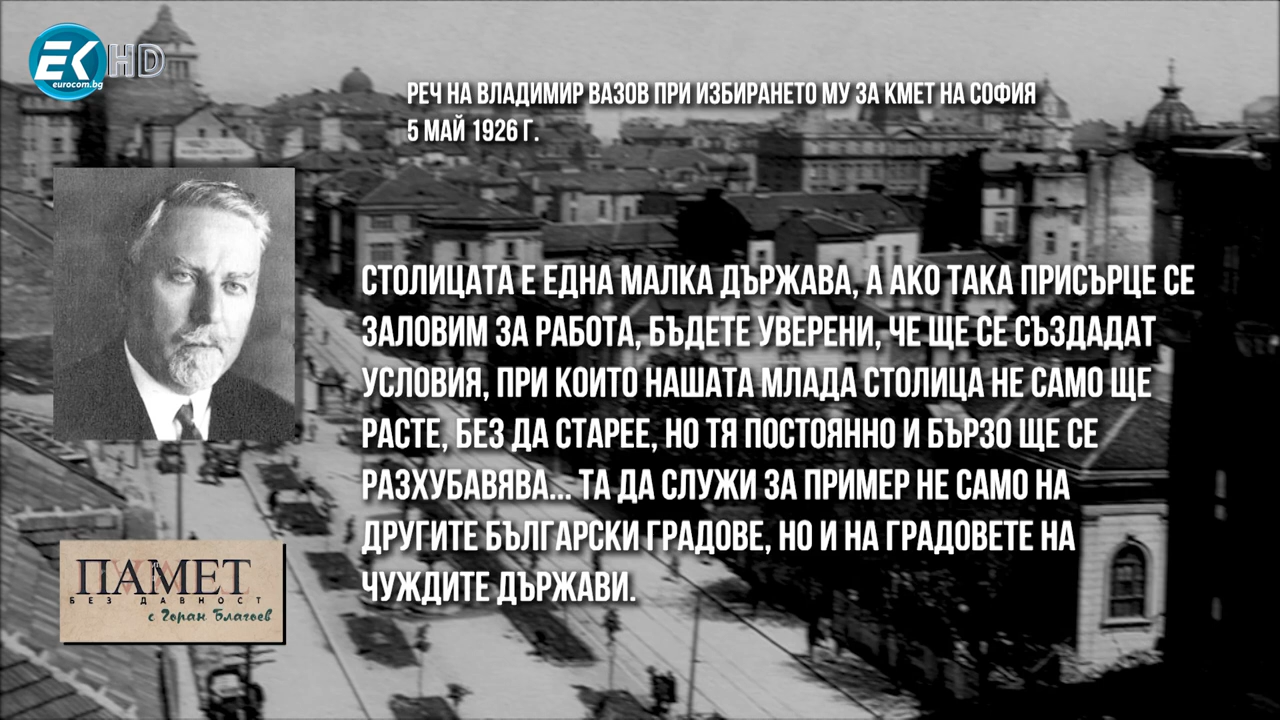 EK HD
eurocom.bg
РЕЧ НА ВЛАДИМИР ВАЗОВ ПРИ ИЗБИРАНЕТО МУ ЗА КМЕТ НА СОФИЯ
5 МАЙ 1926 Г.
СТОЛИЦАТА Е ЕДНА МАЛКА ДЪРЖАВА, А АКО ТАКА ПРИСЪРЦЕ СЕ
ЗАЛОВИМ ЗА РАБОТА, БЪДЕТЕ УВЕРЕНИ, ЧЕ ЩЕ СЕ СЪЗДАДАТ
УСЛОВИЯ, ПРИ КОИТО НАШАТА МЛАДА СТОЛИЦА НЕ САМО ЩЕ
РАСТЕ, БЕЗ ДА СТАРЕЕ, НО ТЯ ПОСТОЯННО И БЪРЗО ЩЕ СЕ
РАЗХУБАВЯВА... ТА ДА СЛУЖИ ЗА ПРИМЕР НЕ САМО НА
ДРУГИТЕ БЪЛГАРСКИ ГРАДОВЕ, НО И НА ГРАДОВЕТЕ НА
ЧУЖДИТЕ ДЪРЖАВИ.
ПАМЕТ
БЕЗ ДАВНОСТ
с Горан Благоев